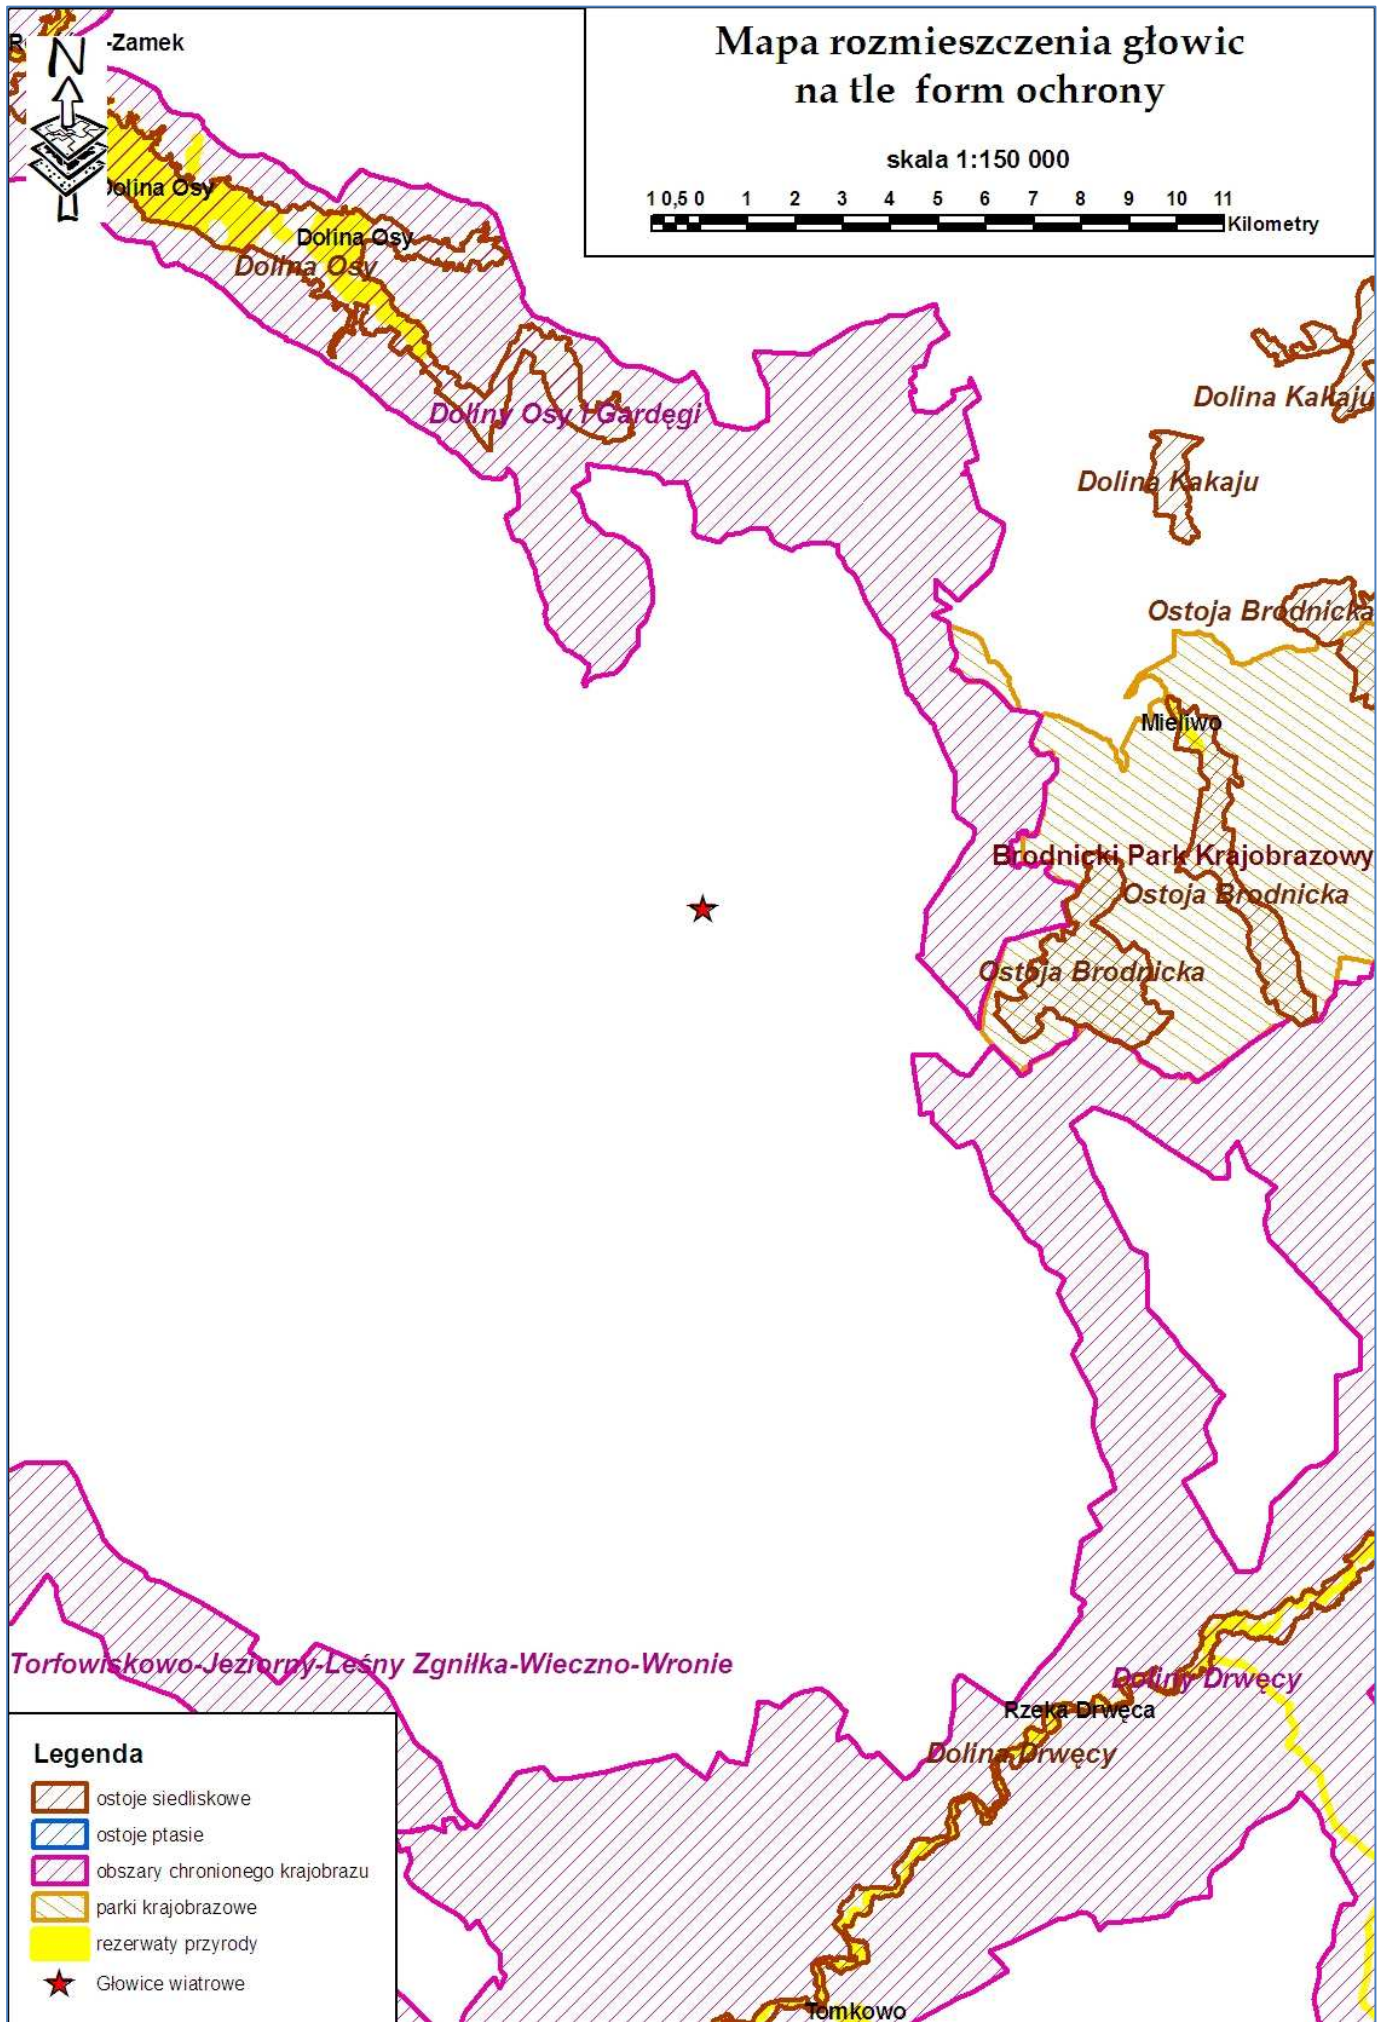 Mapa rozmieszczenia głowic
na tle form ochrony
skala 1:150 000
1 0,5 0 1 2 3 4 5 6 7 8 9 10 11
Kilometry
-Zamek
N
Dolina Osy
Dolina Osy
Dolina Osy
Doliny Osy i Gardęgi
Dolina Kakaju
Dolina Kakaju
Ostoja Brodnicka
Mieliwo
Brodnicki Park Krajobrazowy
Ostoja Brodnicka
Ostoja Brodnicka
Torfowiskowo-Jeziorny-Leśny Zgniłka-Wieczno-Wronie
Doliny Drwęcy
Rzeka Drwęca
Dolina Drwęcy
Tomkowo
Legenda
ostoje siedliskowe
ostoje ptasie
obszary chronionego krajobrazu
parki krajobrazowe
rezerwaty przyrody
Głowice wiatrowe